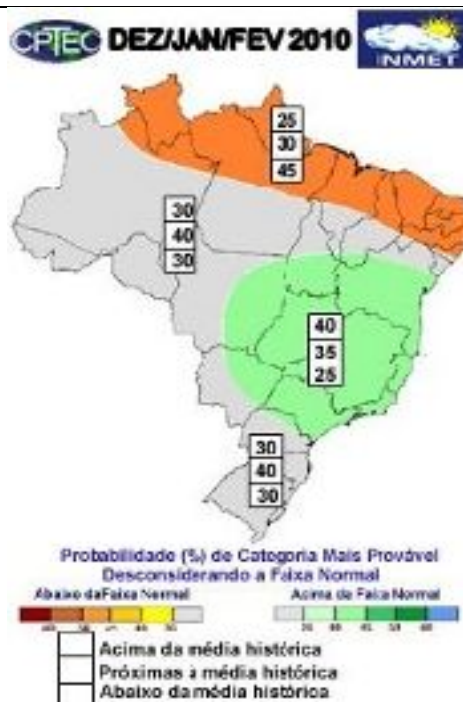 CPTEC DEZ/JAN/FEV 2010 INMET
25
30
45
30
40
30
40
35
25
30
40
30
Probabilidade (%) de Categoria Mais Provável
Desconsiderando a Faixa Normal
Abaixo da Faixa Normal Acima da Faixa Normal
Acima da média histórica
Próximas à média histórica
Abaixo da média histórica